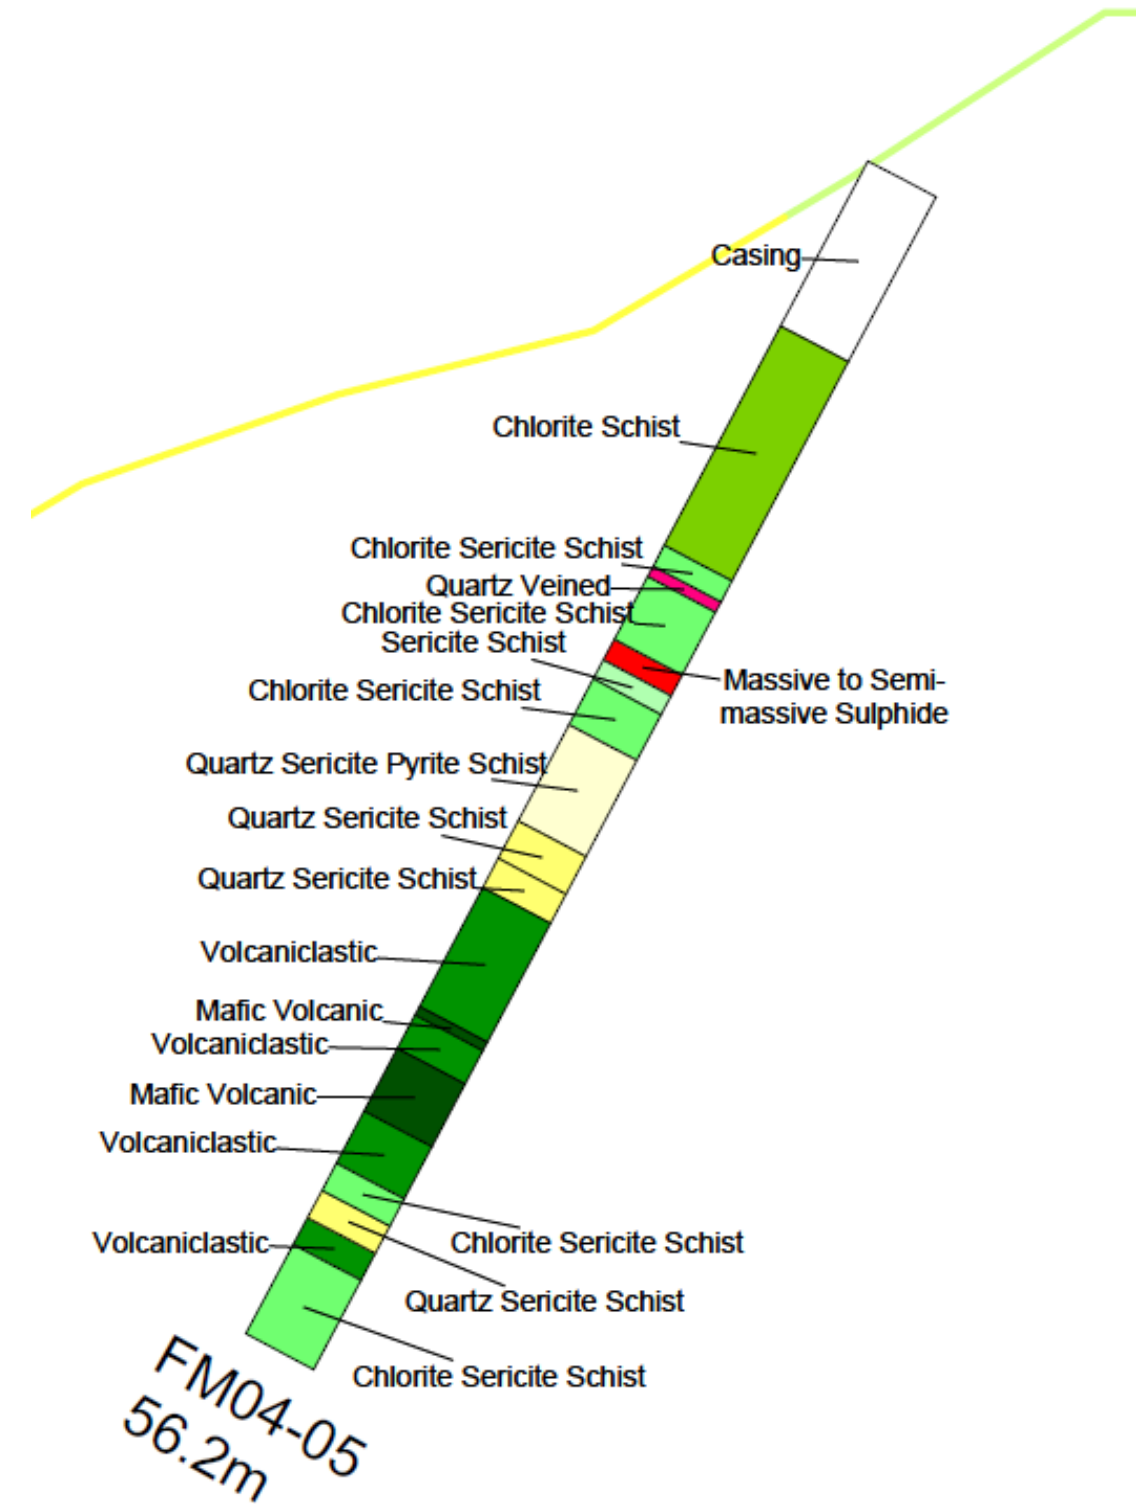 Casing
Chlorite Schist
Chlorite Sericite Schist
Quartz Veined
Chlorite Sericite Schist
Sericite Schist
Massive to Semi-
massive Sulphide
Chlorite Sericite Schist
Quartz Sericite Pyrite Schist
Quartz Sericite Schist
Quartz Sericite Schist
Volcaniclastic
Mafic Volcanic
Volcaniclastic
Mafic Volcanic
Volcaniclastic
Chlorite Sericite Schist
Volcaniclastic
Quartz Sericite Schist
Chlorite Sericite Schist
FM04-05
56.2m